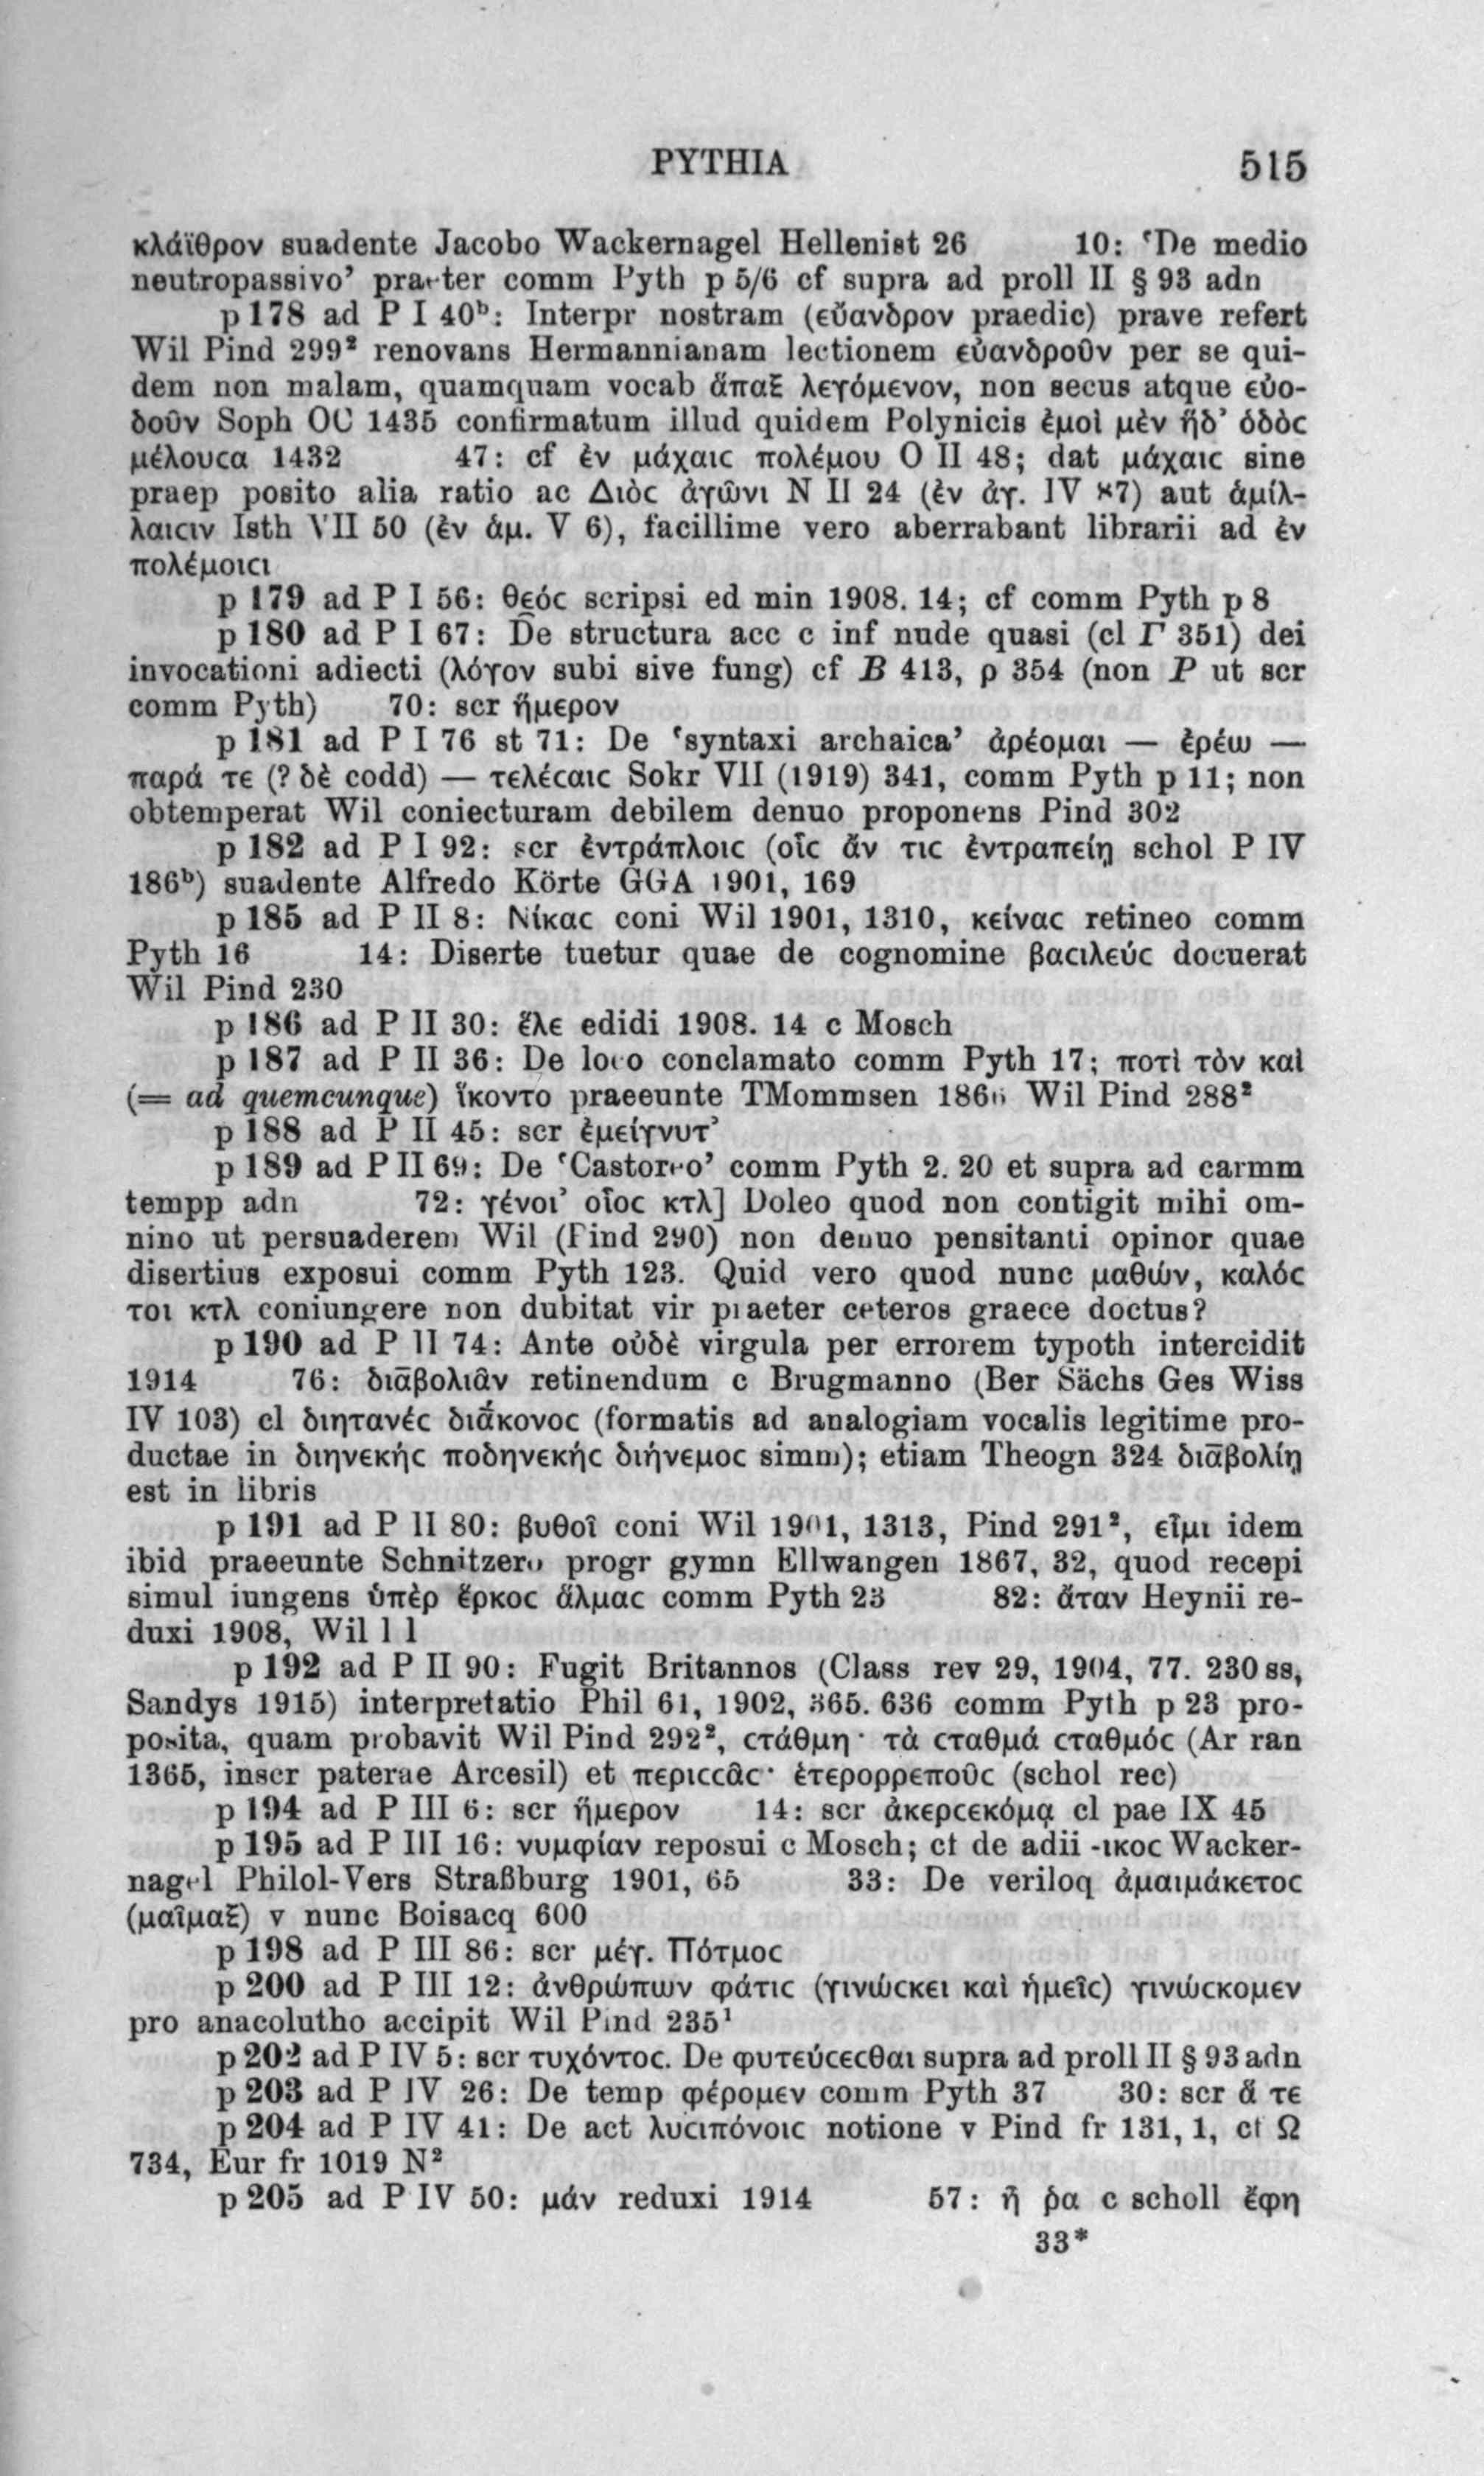 PYTHIA 515
κλάϊθρον suadente Jacobo Wackernagel Hellenist 26 10: ‛De medio
neutropassivo’ praeter comm Pyth p 5/6 cf supra ad proll II § 93 adn
p 178 ad P I 40ᵇ: Interpr nostram (εὔανδρον praedic) prave refert
Wil Pind 299² renovans Hermannianam lectionem εὐανδροῦν per se qui-
dem non malam, quamquam vocab ἅπαξ λεγόμενον, non secus atque εὐο-
δοῦν Soph OC 1435 confirmatum illud quidem Polynicis ἐμοὶ μὲν ἥδ’ ὁδὸϲ
μέλουϲα 1432 47: cf ἐν μάχαιϲ πολέμου O II 48; dat μάχαιϲ sine
praep posito alia ratio ac Διὸϲ ἀγῶνι N II 24 (ἐν ἀγ. IV 87) aut ἁμίλ-
λαιϲιν Isth VII 50 (ἐν ἁμ. V 6), facillime vero aberrabant librarii ad ἐν
πολέμοιϲι
p 179 ad P I 56: θεόϲ scripsi ed min 1908. 14; cf comm Pyth p 8
p 180 ad P I 67: De structura acc c inf nude quasi (cl Γ 351) dei
invocationi adiecti (λόγον subi sive fung) cf B 413, ρ 354 (non P ut scr
comm Pyth) 70: scr ἥμερον
p 181 ad P I 76 st 71: De ‛syntaxi archaica’ ἀρέομαι — ἐρέω —
παρά τε (? δὲ codd) — τελέϲαιϲ Sokr VII (1919) 341, comm Pyth p 11; non
obtemperat Wil coniecturam debilem denuo proponens Pind 302
p 182 ad P I 92: scr ἐντράπλοιϲ (οἷϲ ἄν τιϲ ἐντραπείη schol P IV
186ᵇ) suadente Alfredo Körte GGA 1901, 169
p 185 ad P II 8: Νίκαϲ coni Wil 1901, 1310, κείναϲ retineo comm
Pyth 16 14: Diserte tuetur quae de cognomine βαϲιλεύϲ docuerat
Wil Pind 230
p 186 ad P II 30: ἕλε edidi 1908. 14 c Mosch
p 187 ad P II 36: De loco conclamato comm Pyth 17; ποτὶ τὸν καὶ
(= ad quemcunque) ἵκοντο praeeunte TMommsen 1866 Wil Pind 288²
p 188 ad P II 45: scr ἐμείγνυτ’
p 189 ad P II 69: De ‛Castoreo’ comm Pyth 2. 20 et supra ad carmm
tempp adn 72: γένοι’ οἷοϲ κτλ] Doleo quod non contigit mihi om-
nino ut persuaderem Wil (Pind 290) non denuo pensitanti opinor quae
disertius exposui comm Pyth 123. Quid vero quod nunc μαθών, καλόϲ
τοι κτλ coniungere non dubitat vir praeter ceteros graece doctus?
p 190 ad P II 74: Ante οὐδὲ virgula per errorem typoth intercidit
1914 76: διᾱβολιᾶν retinendum c Brugmanno (Ber Sächs Ges Wiss
IV 103) cl διητανέϲ διᾱ́κονοϲ (formatis ad analogiam vocalis legitime pro-
ductae in διηνεκήϲ ποδηνεκήϲ διήνεμοϲ simm); etiam Theogn 324 διᾱβολίῃ
est in libris
p 191 ad P II 80: βυθοῖ coni Wil 1901, 1313, Pind 291², εἶμι idem
ibid praeeunte Schnitzero progr gymn Ellwangen 1867, 32, quod recepi
simul iungens ὑπὲρ ἕρκοϲ ἅλμαϲ comm Pyth 23 82: ἄταν Heynii re-
duxi 1908, Wil l l
p 192 ad P II 90: Fugit Britannos (Class rev 29, 1904, 77. 230 ss,
Sandys 1915) interpretatio Phil 61, 1902, 365. 636 comm Pyth p 23 pro-
posita, quam probavit Wil Pind 292², ϲτάθμη· τὰ ϲταθμά ϲταθμόϲ (Ar ran
1365, inscr paterae Arcesil) et περιϲϲᾶϲ· ἑτερορρεποῦϲ (schol rec)
p 194 ad P III 6: scr ἥμερον 14: scr ἀκερϲεκόμᾳ cl pae IX 45
p 195 ad P III 16: νυμφίαν reposui c Mosch; cf de adii -ικοϲ Wacker-
nagel Philol-Vers Straßburg 1901, 65 33: De veriloq ἀμαιμάκετοϲ
(μαῖμαξ) v nunc Boisacq 600
p 198 ad P III 86: scr μέγ. Πότμοϲ
p 200 ad P III 12: ἀνθρώπων φάτιϲ (γινώϲκει καὶ ἡμεῖϲ) γινώϲκομεν
pro anacolutho accipit Wil Pind 235¹
p 202 ad P IV 5: scr τυχόντοϲ. De φυτεύϲεϲθαι supra ad proll II § 93 adn
p 203 ad P IV 26: De temp φέρομεν comm Pyth 37 30: scr ἅ τε
p 204 ad P IV 41: De act λυϲιπόνοιϲ notione v Pind fr 131, 1, cf Ω
734, Eur fr 1019 N²
p 205 ad P IV 50: μάν reduxi 1914 57: ἦ ῥα c scholl ἔφη
33*